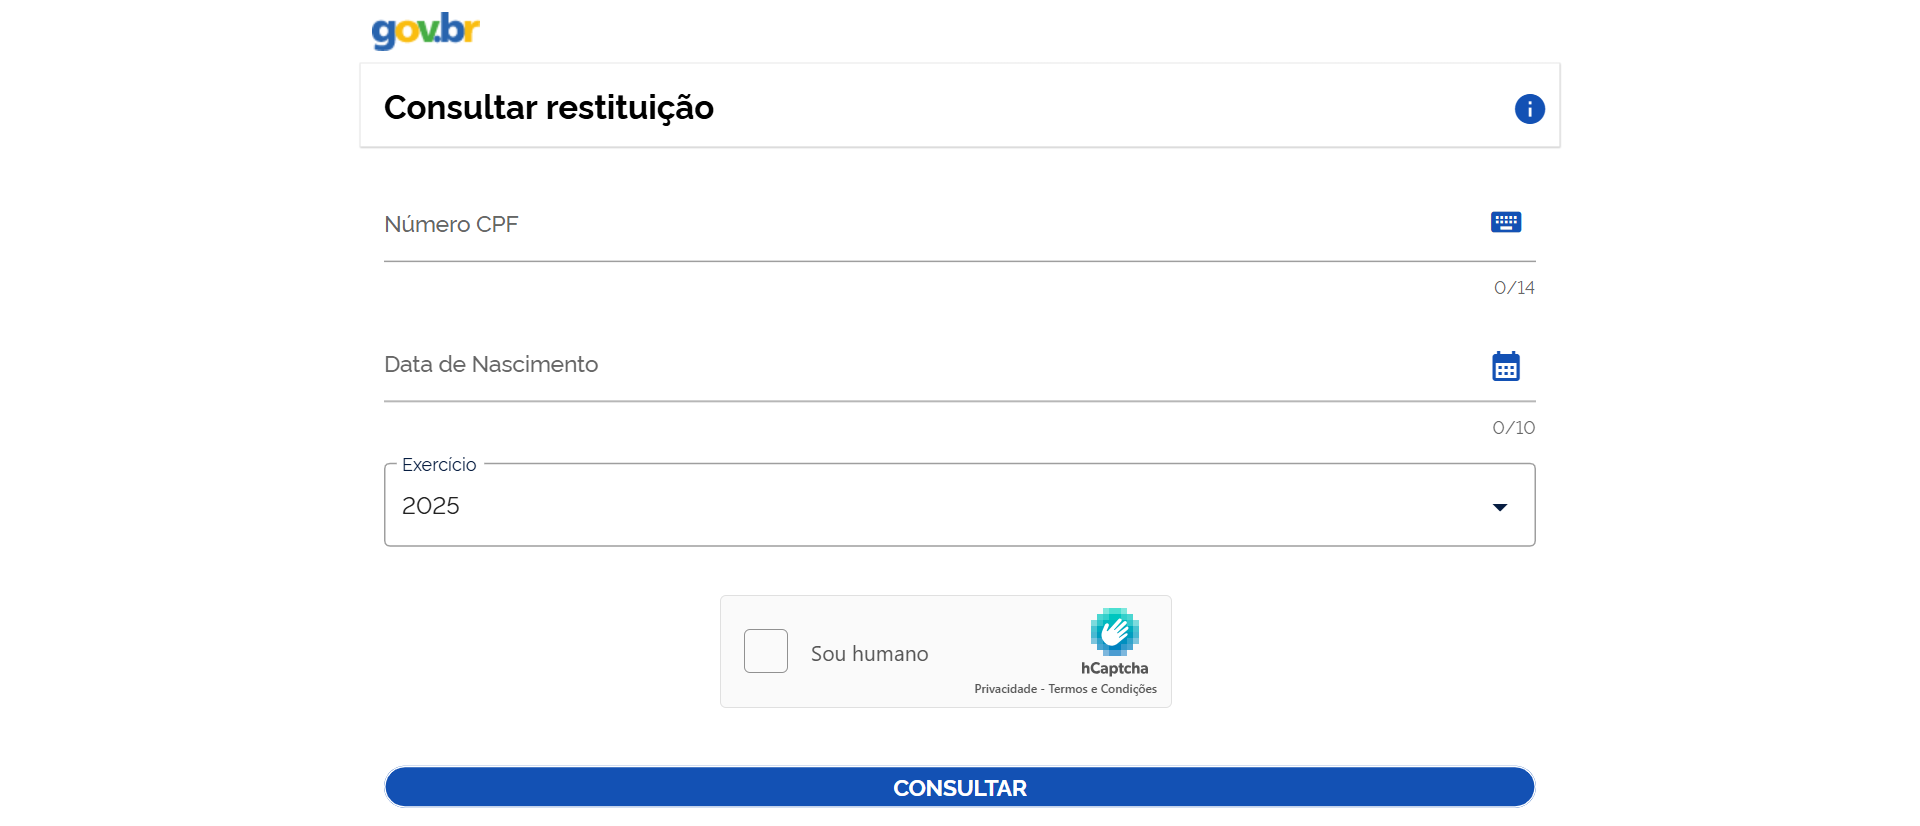 gov.br
Consultar restituição
Número CPF
0/14
Data de Nascimento
0/10
Exercício
2025
Sou humano
hCaptcha
Privacidade - Termos e Condições
CONSULTAR